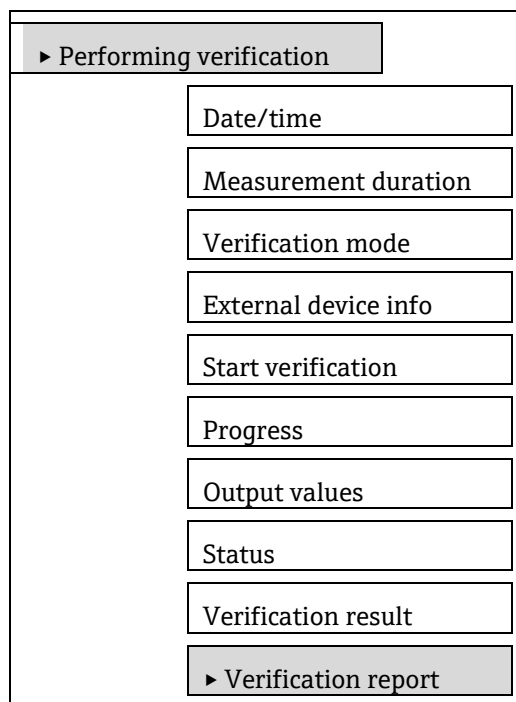 ▸ Performing verification
Date/time
Measurement duration
Verification mode
External device info
Start verification
Progress
Output values
Status
Verification result
▸ Verification report